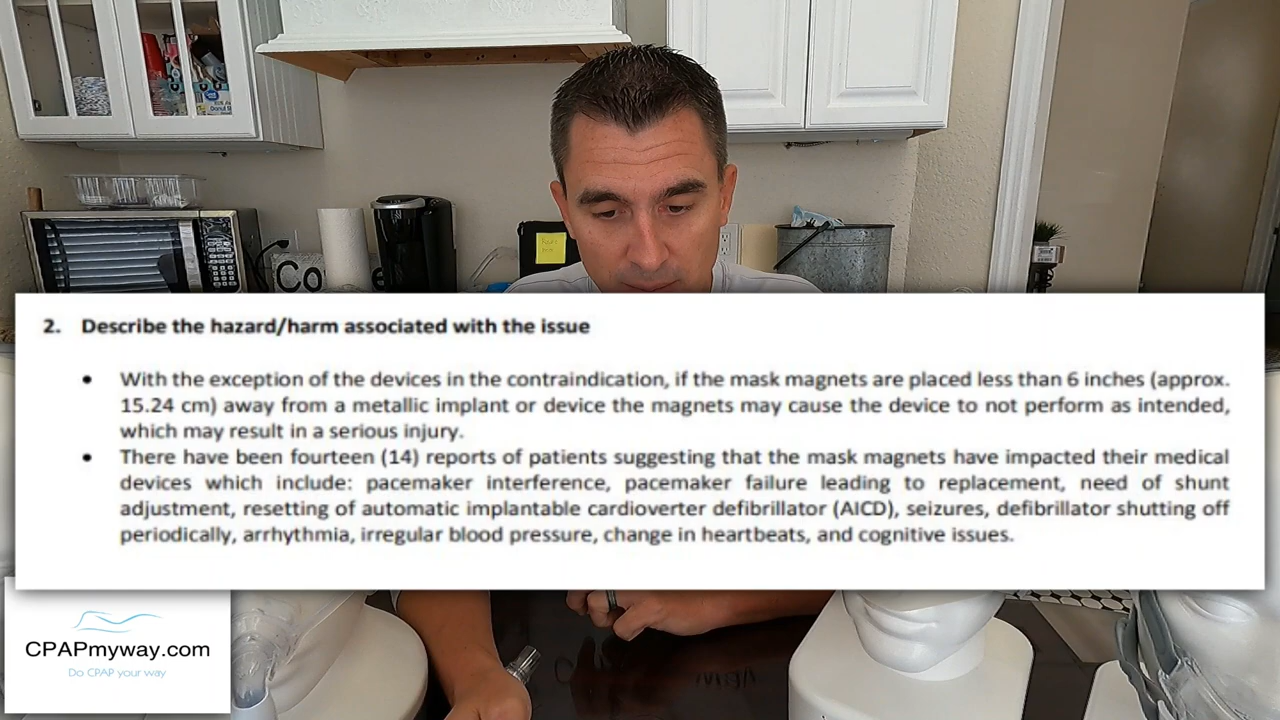 Co
2. Describe the hazard/harm associated with the issue
• With the exception of the devices in the contraindication, if the mask magnets are placed less than 6 inches (approx.
15.24 cm) away from a metallic implant or device the magnets may cause the device to not perform as intended,
which may result in a serious injury.
• There have been fourteen (14) reports of patients suggesting that the mask magnets have impacted their medical
devices which include: pacemaker interference, pacemaker failure leading to replacement, need of shunt
adjustment, resetting of automatic implantable cardioverter defibrillator (AICD), seizures, defibrillator shutting off
periodically, arrhythmia, irregular blood pressure, change in heartbeats, and cognitive issues.
CPAPmyway.com
Do CPAP your way